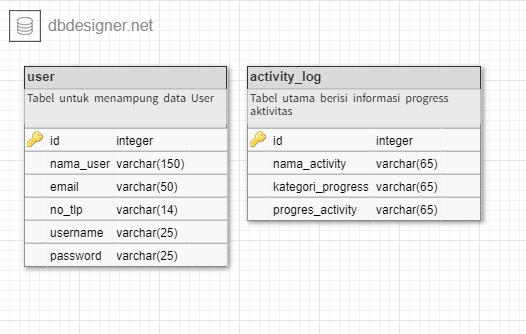 dbdesigner.net
user
Tabel untuk menampung data User
id integer
nama_user varchar(150)
email varchar(50)
no_tlp varchar(14)
username varchar(25)
password varchar(25)
activity_log
Tabel utama berisi informasi progress
aktivitas
id integer
nama_activity varchar(65)
kategori_progress varchar(65)
progres_activity varchar(65)